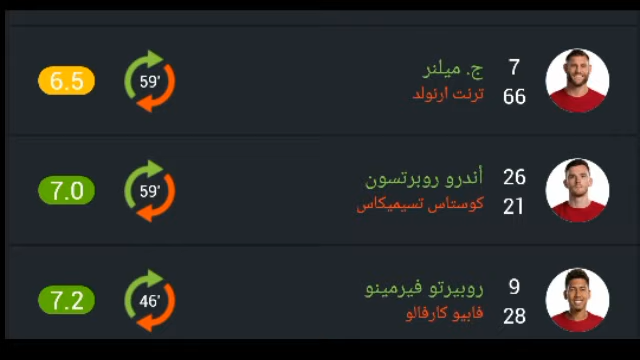 7 ج. ميلنر 59' 6.5
66 ترنت ارنولد
26 أندرو روبرتسون 59' 7.0
21 كوستاس تسيميكاس
9 روبيرتو فيرمينو 46' 7.2
28 فابيو كارفالو